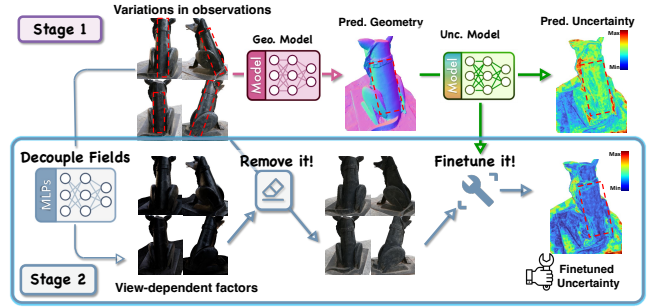 Variations in observations
Stage 1
Geo. Model
Model
Pred. Geometry
Unc. Model
Model
Pred. Uncertainty
Max
Min
Decouple Fields
MLPs
Remove it!
Finetune it!
Max
Min
Stage 2
View-dependent factors
Finetuned
Uncertainty